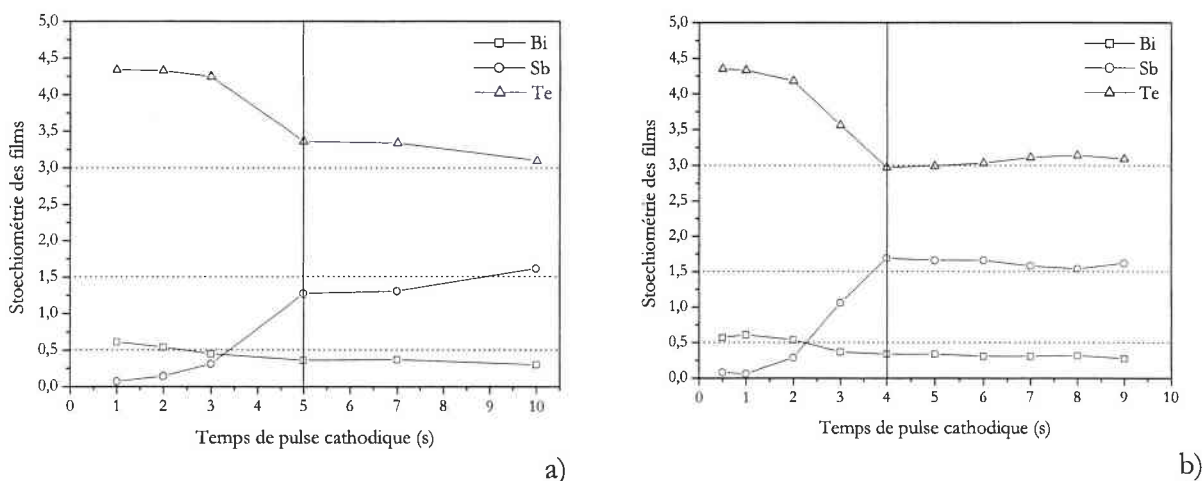 5,0
4,5
4,0
3,5
3,0
2,5
2,0
1,5
1,0
0,5
0,0
Stoechiométrie des films
Bi
Sb
Te
0 1 2 3 4 5 6 7 8 9 10
Temps de pulse cathodique (s)
a)
5,0
4,5
4,0
3,5
3,0
2,5
2,0
1,5
1,0
0,5
0,0
Stoechiométrie des films
Bi
Sb
Te
0 1 2 3 4 5 6 7 8 9 10
Temps de pulse cathodique (s)
b)